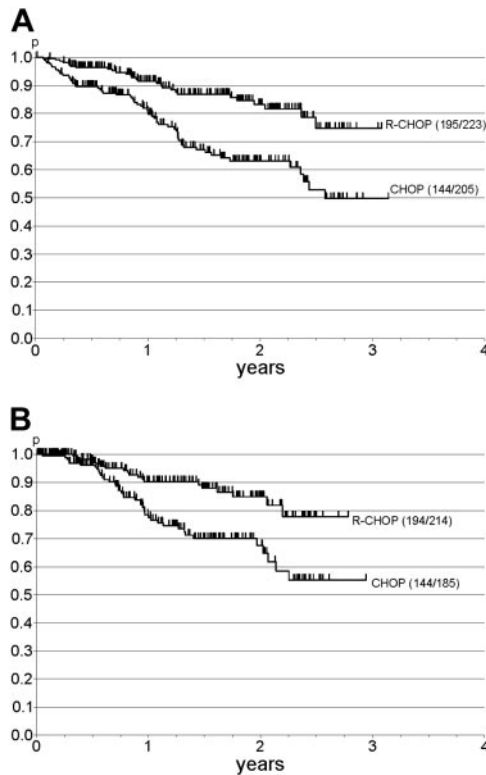 A
p
1.0
0.9
0.8
0.7
0.6
0.5
0.4
0.3
0.2
0.1
0.0
R-CHOP (195/223)
CHOP (144/205)
0 1 2 3 4
years
B
p
1.0
0.9
0.8
0.7
0.6
0.5
0.4
0.3
0.2
0.1
0.0
R-CHOP (194/214)
CHOP (144/185)
0 1 2 3 4
years